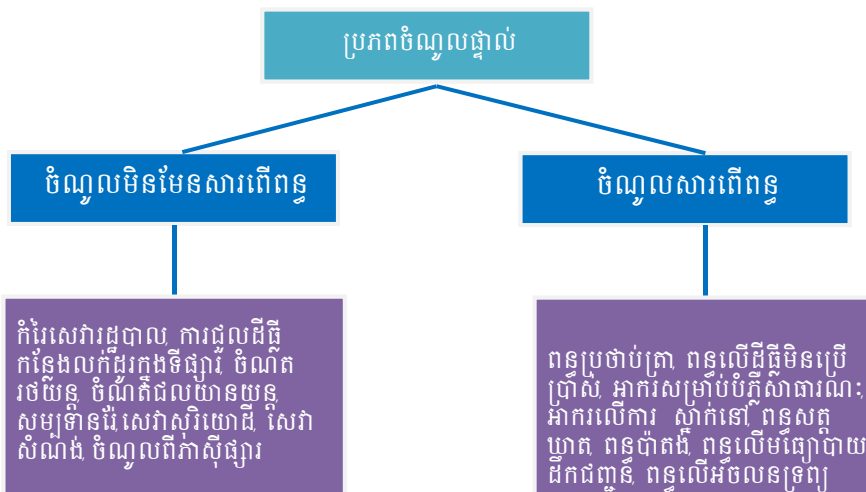 ប្រភពចំណូលផ្ទាល់
ចំណូលមិនមែនសារពើពន្ធ
ចំណូលសារពើពន្ធ
កំរៃសេវារដ្ឋបាល, ការជួលដីធ្លី
កន្លែងលក់ដូរក្នុងទីផ្សារ, ចំណត
រថយន្ត, ចំណតជលយានយន្ត,
សម្បទានរ៉ែ, សេវាសុរិយោដី, សេវា
សំណង់, ចំណូលពីភាស៊ីផ្សារ
ពន្ធប្រថាប់ត្រា, ពន្ធលើដីធ្លីមិនប្រើ
ប្រាស់, អាករសម្រាប់បំភ្លឺសាធារណៈ,
អាករលើការ ស្នាក់នៅ, ពន្ធសត្ត
ឃាត, ពន្ធប៉ាតង់, ពន្ធលើមធ្យោបាយ
ដឹកជញ្ជូន, ពន្ធលើអចលនទ្រព្យ